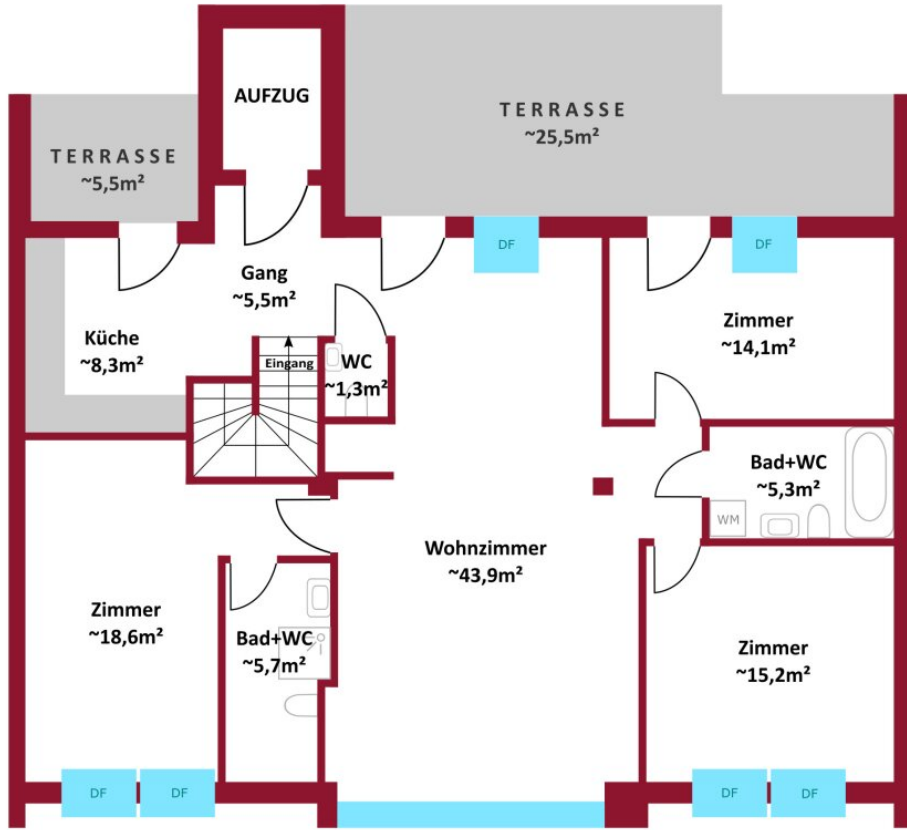 AUFZUG
TERRASSE
~25,5m²
TERRASSE
~5,5m²
DF
DF
Gang
~5,5m²
Küche
~8,3m²
Zimmer
~14,1m²
Eingang
WC
~1,3m²
Bad+WC
~5,3m²
WM
Wohnzimmer
~43,9m²
Zimmer
~18,6m²
Bad+WC
~5,7m²
Zimmer
~15,2m²
DF
DF
DF
DF